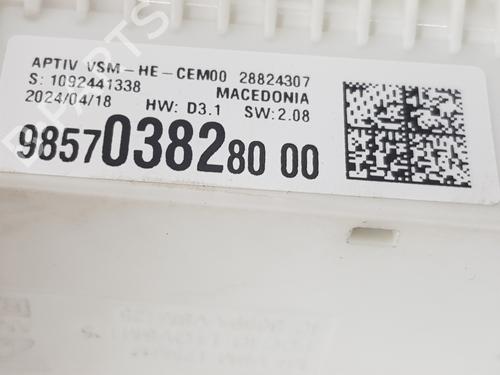 APTIV VSM-HE-CEM00 28824307
S: 1092441338 MACEDONIA
2024/04/18 HW: D3.1 SW:2.08
9857038280 00